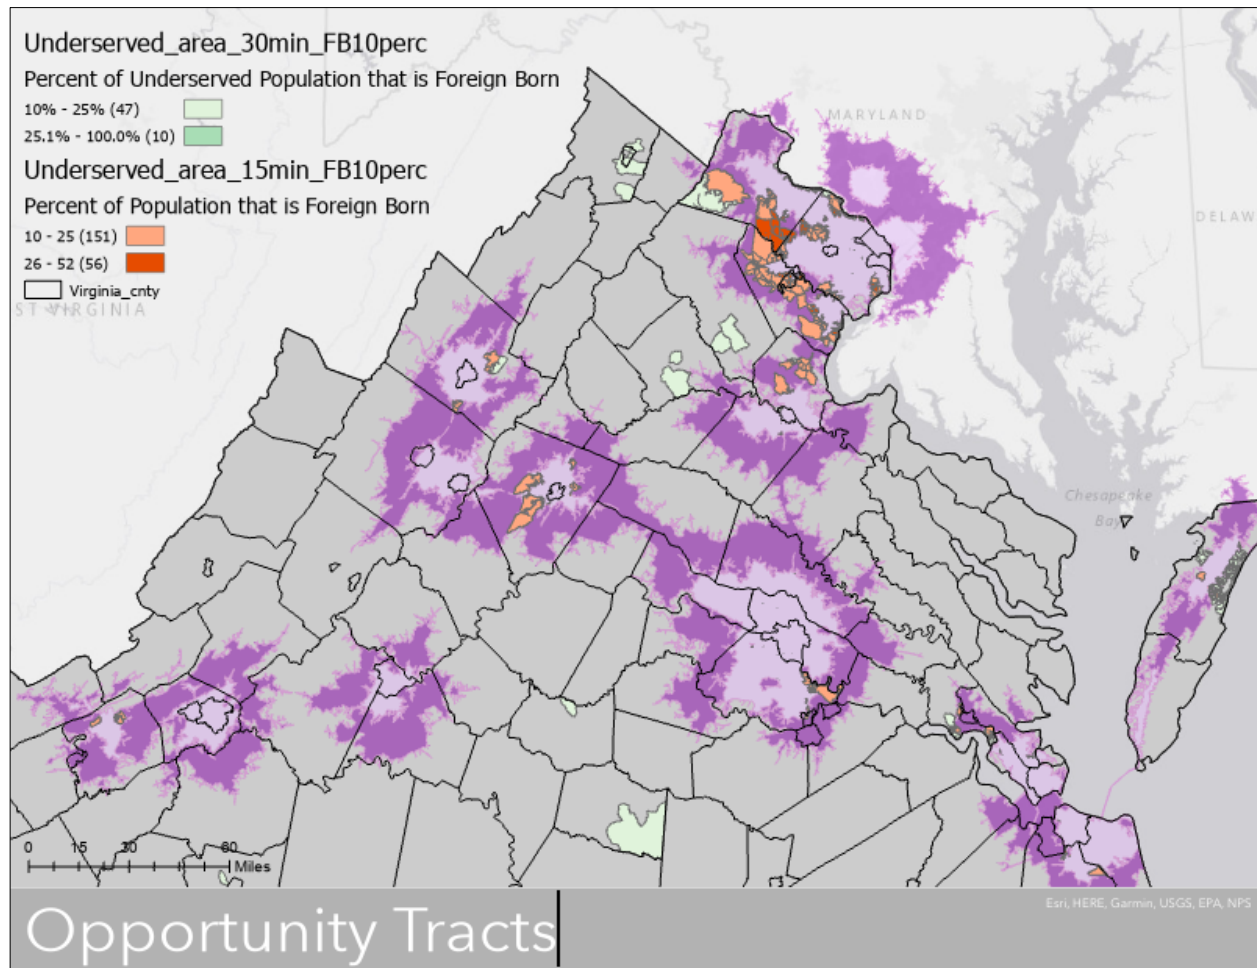 Underserved_area_30min_FB10perc
Percent of Underserved Population that is Foreign Born
10% - 25% (47)
25.1% - 100.0% (10)
Underserved_area_15min_FB10perc
Percent of Population that is Foreign Born
10 - 25 (151)
26 - 52 (56)
Virginia_cnty
ST VIRGINIA
MARYLAND
DELAW
Chesapeake
Bay
0 15 30 60
Miles
Opportunity Tracts
Esri, HERE, Garmin, USGS, EPA, NPS